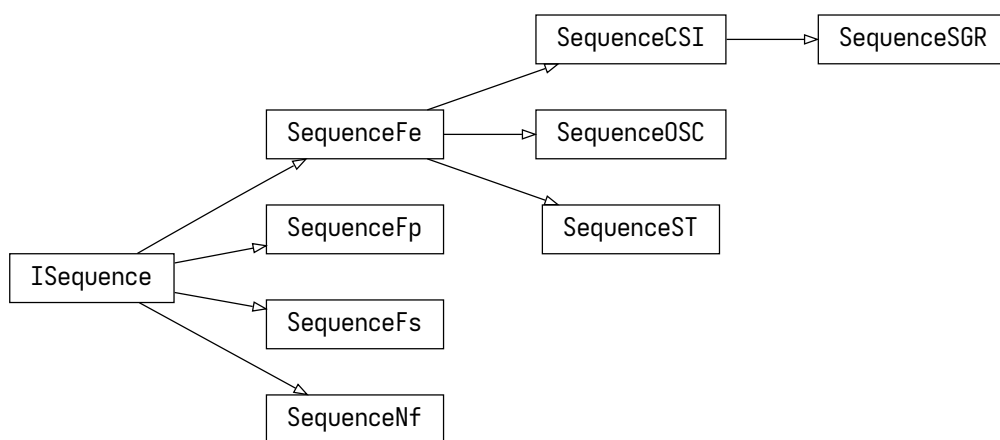 SequenceCSI
SequenceSGR
SequenceFe
SequenceOSC
SequenceFp
SequenceST
ISequence
SequenceFs
SequenceNf